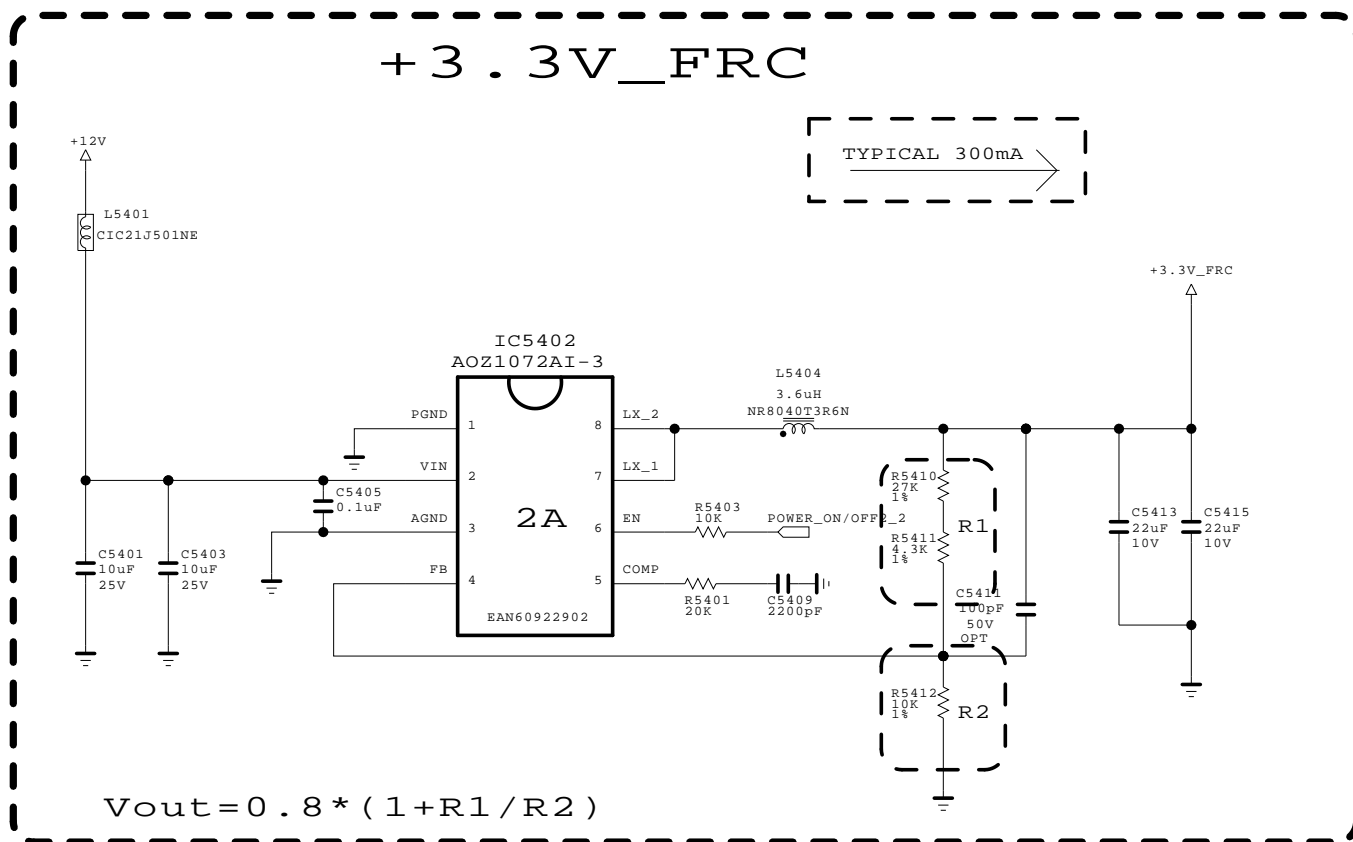 +3.3V_FRC
TYPICAL 300mA
+12V
L5401
CIC21J501NE
+3.3V_FRC
IC5402
AOZ1072AI-3
L5404
3.6uH
NR8040T3R6N
PGND
1
8
LX_2
VIN
2
7
LX_1
C5405
0.1uF
AGND
3
2A
6
EN
R5403
10K
POWER_ON/OFF2_2
FB
4
5
COMP
R5401
20K
C5409
2200pF
EAN60922902
C5401
10uF
25V
C5403
10uF
25V
R5410
27K
1%
R5411
4.3K
1%
R1
C5411
100pF
50V
OPT
C5413
22uF
10V
C5415
22uF
10V
R5412
10K
1%
R2
Vout=0.8*(1+R1/R2)